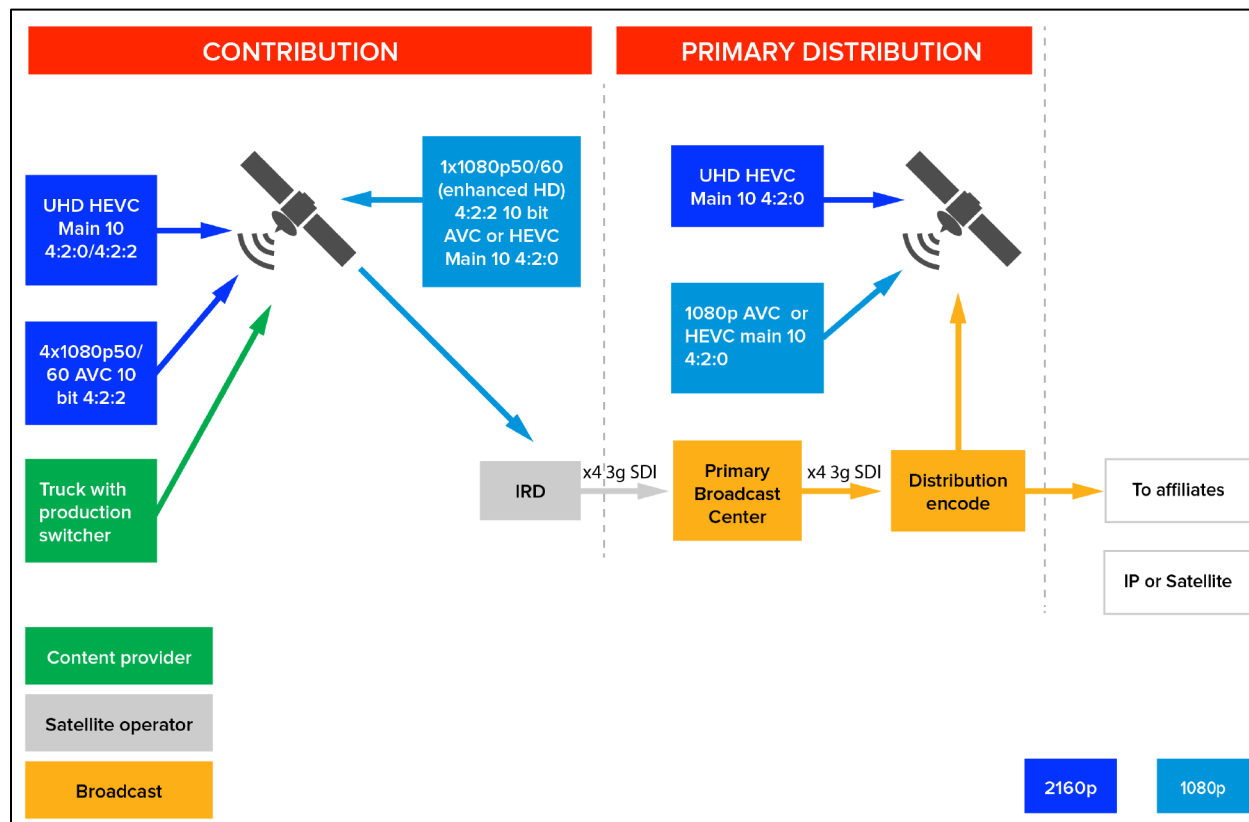 CONTRIBUTION
PRIMARY DISTRIBUTION
UHD HEVC
Main 10
4:2:0/4:2:2
1x1080p50/60
(enhanced HD)
4:2:2 10 bit
AVC or HEVC
Main 10 4:2:0
UHD HEVC
Main 10 4:2:0
4x1080p50/
60 AVC 10
bit 4:2:2
1080p AVC or
HEVC main 10
4:2:0
Truck with
production
switcher
IRD
x4 3g SDI
Primary
Broadcast
Center
x4 3g SDI
Distribution
encode
To affiliates
IP or Satellite
Content provider
Satellite operator
Broadcast
2160p
1080p